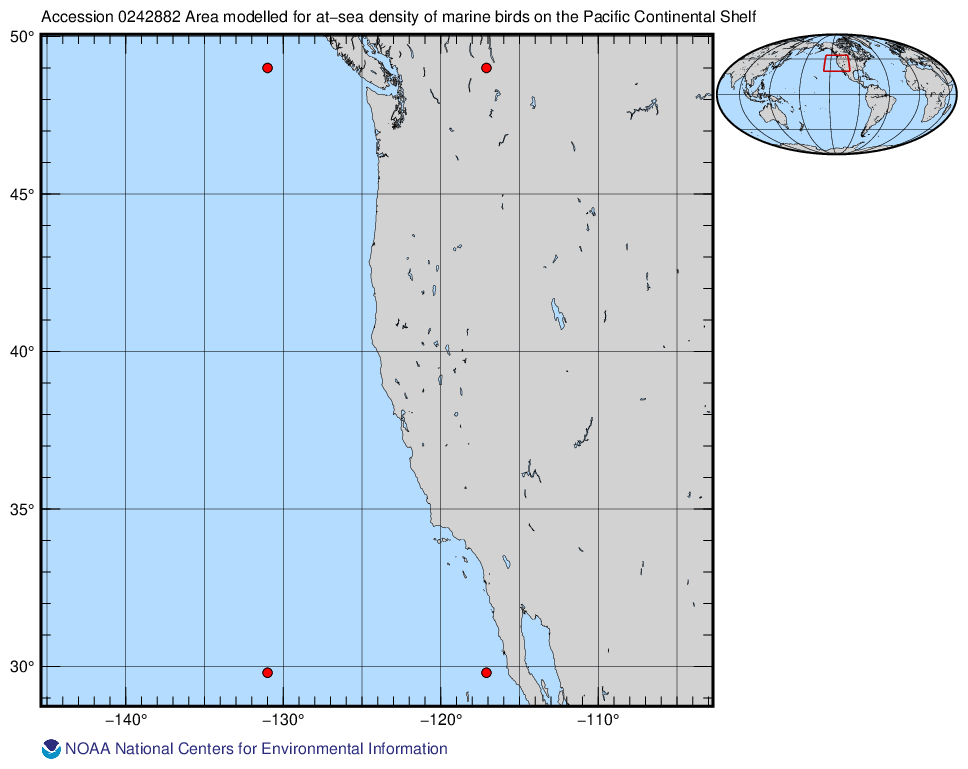 Accession 0242882 Area modelled for at−sea density of marine birds on the Pacific Continental Shelf
50°
45°
40°
35°
30°
−140° −130° −120° −110°
NOAA National Centers for Environmental Information